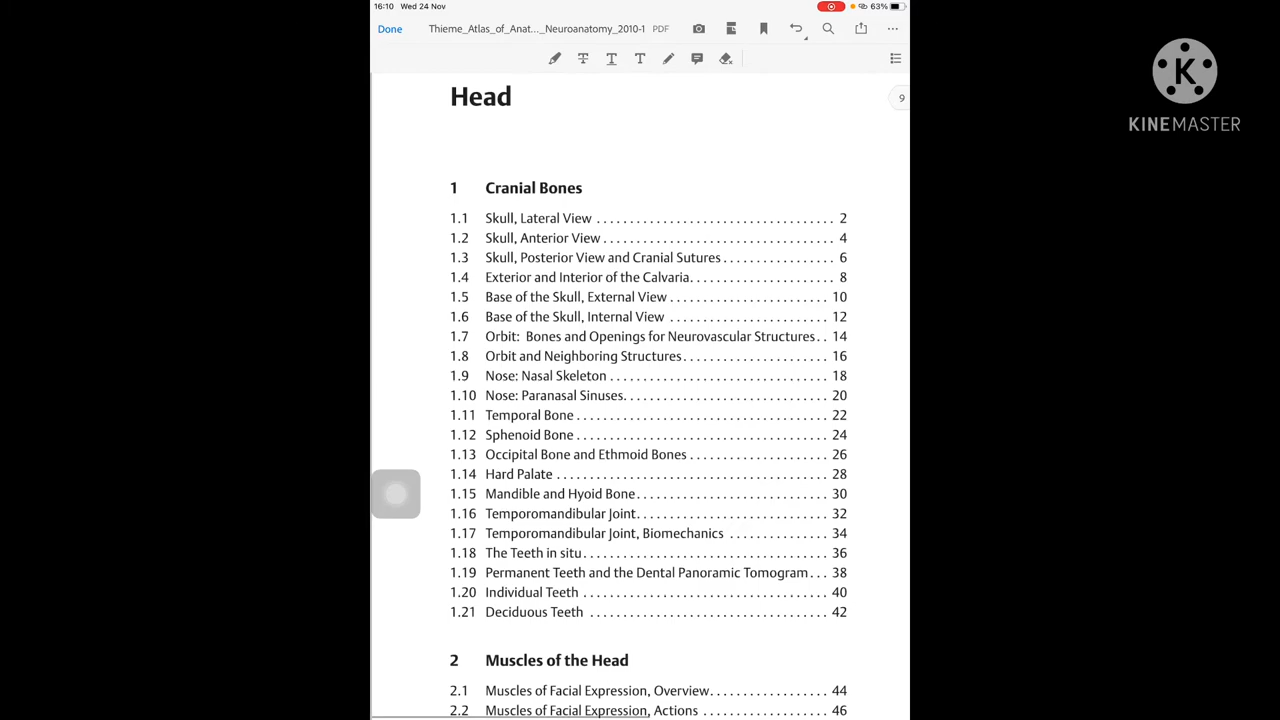 16:10 Wed 24 Nov 63%
Done Thieme_Atlas_of_Anat..._Neuroanatomy_2010-1 PDF
Head
9
K
KINEMASTER
1 Cranial Bones
1.1 Skull, Lateral View . . . . . . . . . . . . . . . . . . . . . . . . . . . . . . . . . . . . 2
1.2 Skull, Anterior View . . . . . . . . . . . . . . . . . . . . . . . . . . . . . . . . . . . 4
1.3 Skull, Posterior View and Cranial Sutures . . . . . . . . . . . . . . . . 6
1.4 Exterior and Interior of the Calvaria. . . . . . . . . . . . . . . . . . . . . 8
1.5 Base of the Skull, External View . . . . . . . . . . . . . . . . . . . . . . . . 10
1.6 Base of the Skull, Internal View . . . . . . . . . . . . . . . . . . . . . . . . 12
1.7 Orbit: Bones and Openings for Neurovascular Structures . . 14
1.8 Orbit and Neighboring Structures . . . . . . . . . . . . . . . . . . . . . . 16
1.9 Nose: Nasal Skeleton . . . . . . . . . . . . . . . . . . . . . . . . . . . . . . . . . 18
1.10 Nose: Paranasal Sinuses. . . . . . . . . . . . . . . . . . . . . . . . . . . . . . . 20
1.11 Temporal Bone . . . . . . . . . . . . . . . . . . . . . . . . . . . . . . . . . . . . . . 22
1.12 Sphenoid Bone . . . . . . . . . . . . . . . . . . . . . . . . . . . . . . . . . . . . . . 24
1.13 Occipital Bone and Ethmoid Bones . . . . . . . . . . . . . . . . . . . . . 26
1.14 Hard Palate . . . . . . . . . . . . . . . . . . . . . . . . . . . . . . . . . . . . . . . . . 28
1.15 Mandible and Hyoid Bone . . . . . . . . . . . . . . . . . . . . . . . . . . . . . 30
1.16 Temporomandibular Joint. . . . . . . . . . . . . . . . . . . . . . . . . . . . . 32
1.17 Temporomandibular Joint, Biomechanics . . . . . . . . . . . . . . . 34
1.18 The Teeth in situ . . . . . . . . . . . . . . . . . . . . . . . . . . . . . . . . . . . . . 36
1.19 Permanent Teeth and the Dental Panoramic Tomogram . . . 38
1.20 Individual Teeth . . . . . . . . . . . . . . . . . . . . . . . . . . . . . . . . . . . . . 40
1.21 Deciduous Teeth . . . . . . . . . . . . . . . . . . . . . . . . . . . . . . . . . . . . 42
2 Muscles of the Head
2.1 Muscles of Facial Expression, Overview . . . . . . . . . . . . . . . . . . 44
2.2 Muscles of Facial Expression, Actions . . . . . . . . . . . . . . . . . . . 46